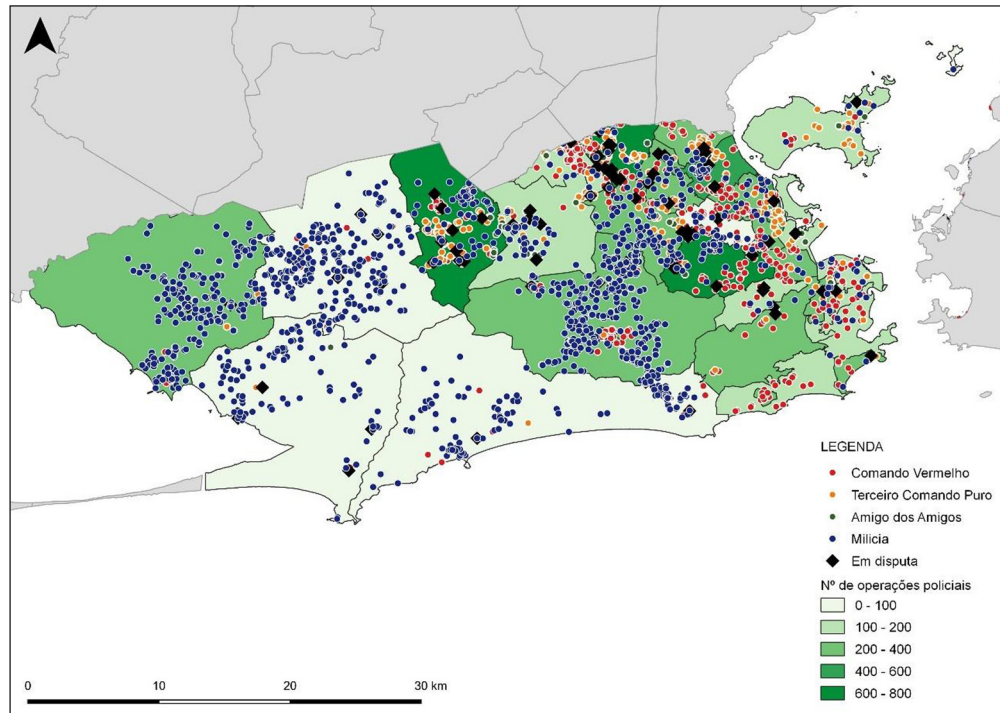 LEGENDA
Comando Vermelho
Terceiro Comando Puro
Amigo dos Amigos
Milicia
Em disputa
Nº de operações policiais
0 - 100
100 - 200
200 - 400
400 - 600
600 - 800
0 10 20 30 km